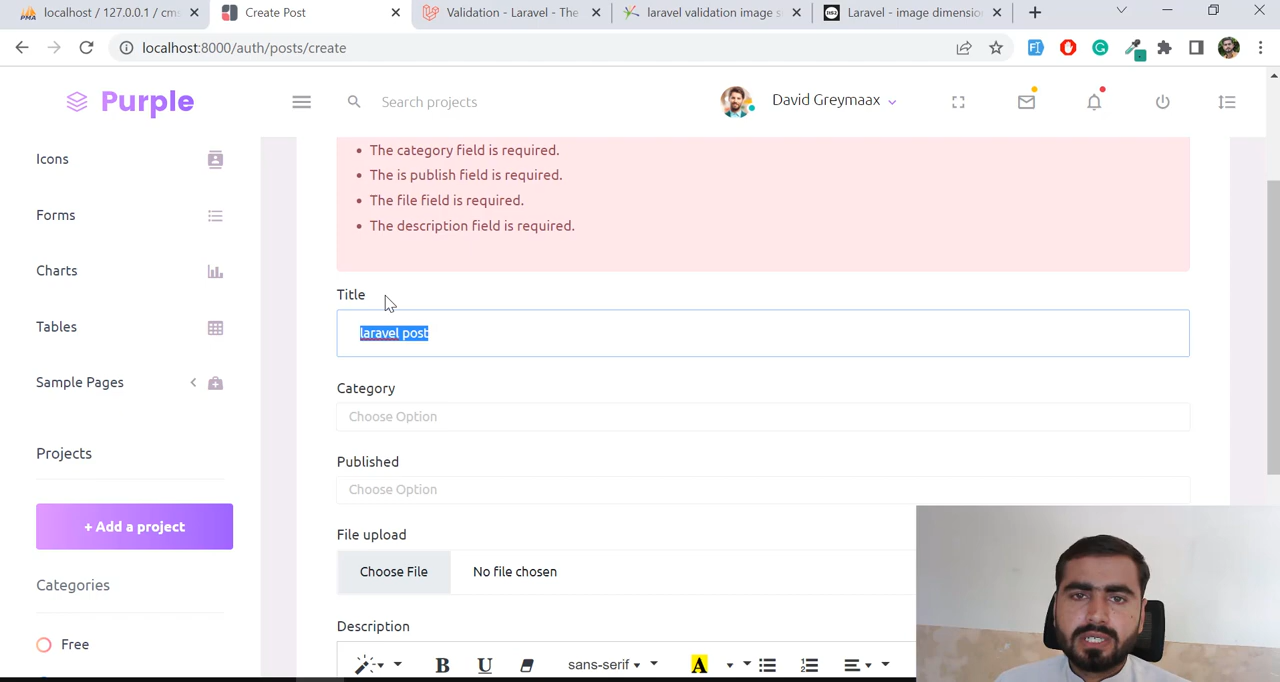 localhost / 127.0.0.1 / cms
Create Post
Validation - Laravel - The
laravel validation image s
Laravel - image dimensio
localhost:8000/auth/posts/create
Purple
Search projects
David Greymaax
Icons
Forms
Charts
Tables
Sample Pages
Projects
+ Add a project
Categories
Free
The category field is required.
The is publish field is required.
The file field is required.
The description field is required.
Title
laravel post
Category
Choose Option
Published
Choose Option
File upload
Choose File
No file chosen
Description
B U sans-serif A